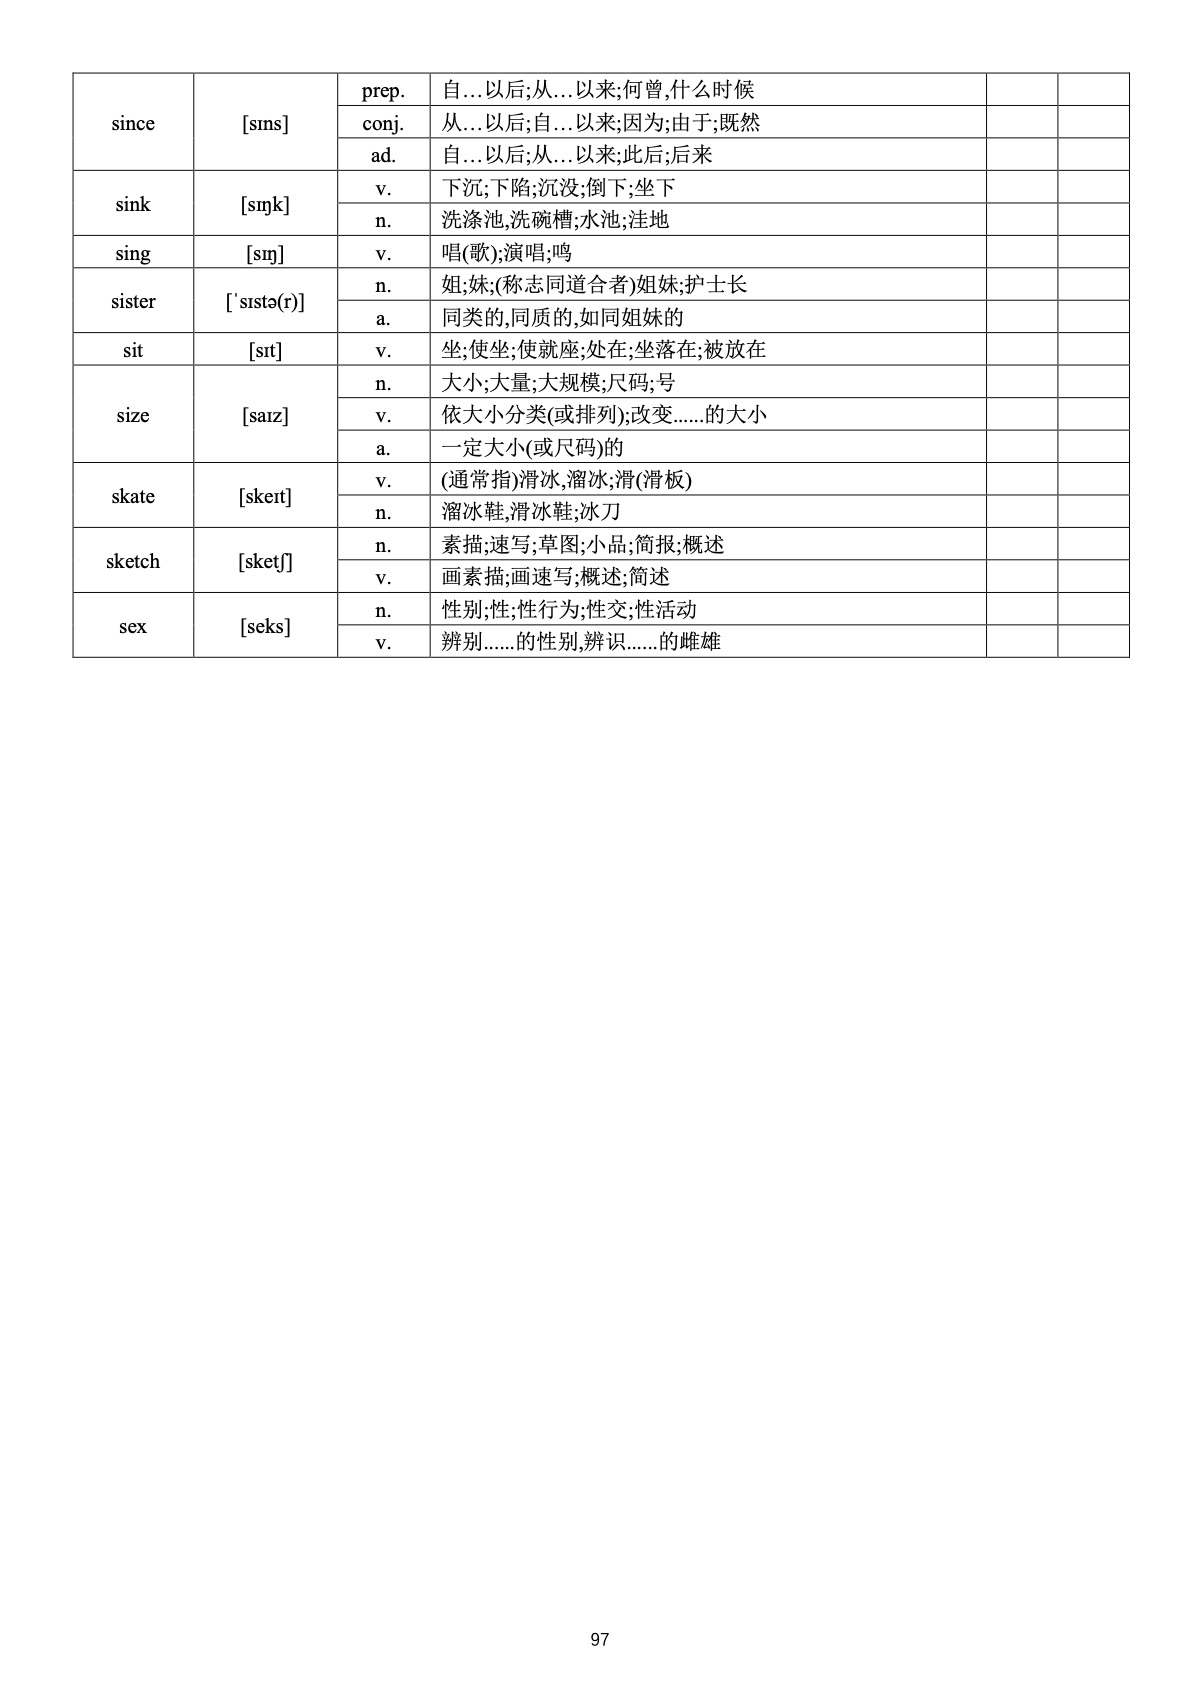 since [sɪns] prep. 自…以后;从…以来;何曾,什么时候
conj. 从…以后;自…以来;因为;由于;既然
ad. 自…以后;从…以来;此后;后来
sink [sɪŋk] v. 下沉;下陷;沉没;倒下;坐下
n. 洗涤池,洗碗槽;水池;洼地
sing [sɪŋ] v. 唱(歌);演唱;鸣
sister [ˈsɪstə(r)] n. 姐;妹;(称志同道合者)姐妹;护士长
a. 同类的,同质的,如同姐妹的
sit [sɪt] v. 坐;使坐;使就座;处在;坐落在;被放在
size [saɪz] n. 大小;大量;大规模;尺码;号
v. 依大小分类(或排列);改变......的大小
a. 一定大小(或尺码)的
skate [skeɪt] v. (通常指)滑冰,溜冰;滑(滑板)
n. 溜冰鞋,滑冰鞋;冰刀
sketch [sketʃ] n. 素描;速写;草图;小品;简报;概述
v. 画素描;画速写;概述;简述
sex [seks] n. 性别;性;性行为;性交;性活动
v. 辨别......的性别,辨识......的雌雄
97